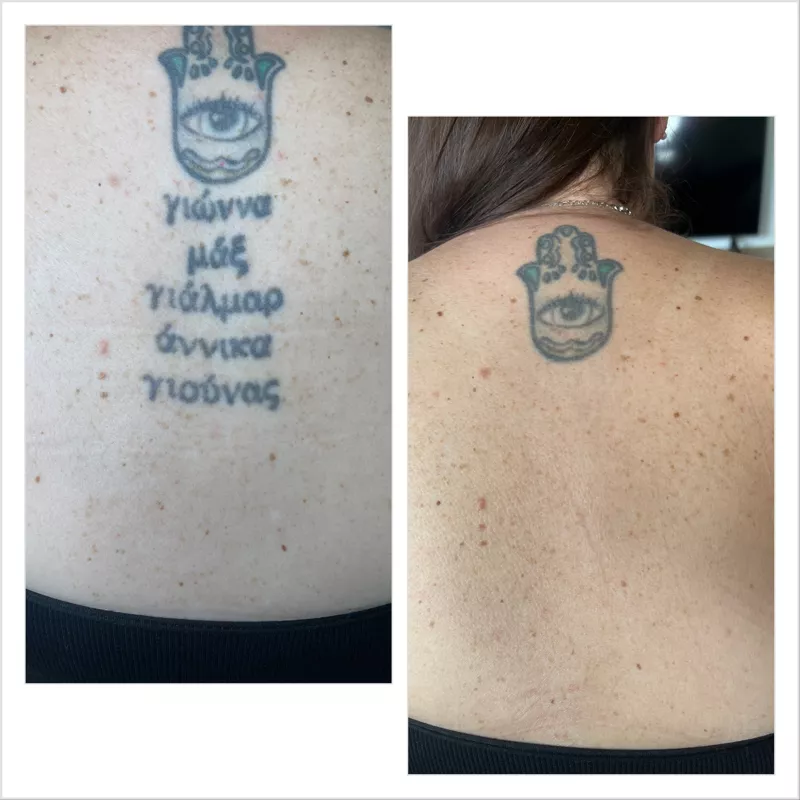 γιώννα
μάξ
γιάλμαρ
άννικα
γιούνας